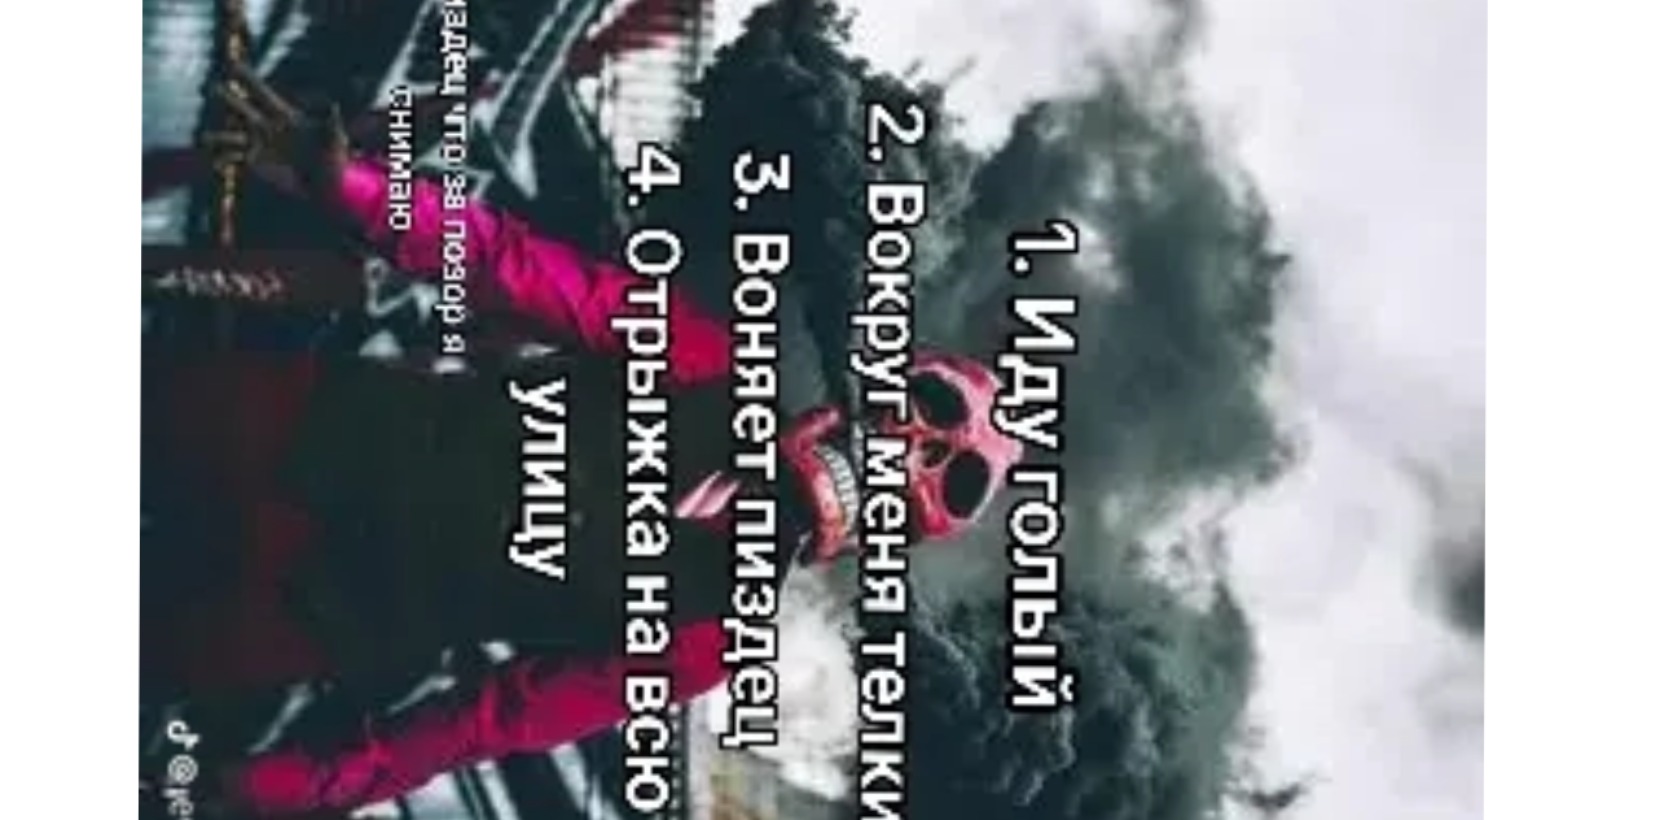 1. Иду голый
2. Вокруг меня телки
3. Воняет пиздец
4. Отрыжка на всю
улицу
что за позор я
снимаю